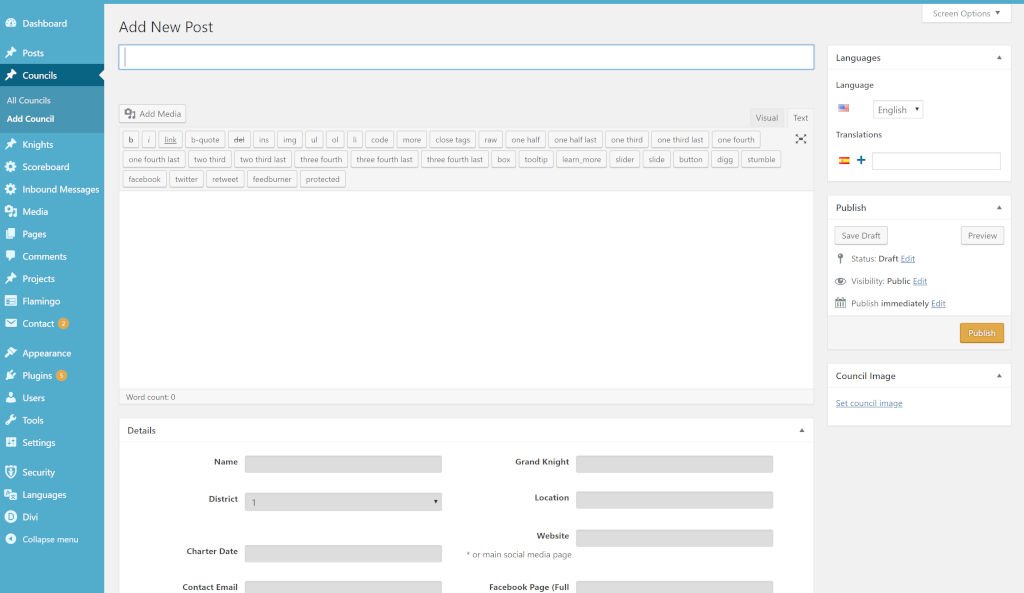 Screen Options
Dashboard
Posts
Councils
All Councils
Add Council
Knights
Scoreboard
Inbound Messages
Media
Pages
Comments
Projects
Flamingo
Contact 2
Appearance
Plugins 5
Users
Tools
Settings
Security
Languages
Divi
Collapse menu
Add New Post
Add Media
Visual Text
b i link b-quote del ins img ul ol li code more close tags raw one half one half last one third one third last one fourth
one fourth last two third two third last three fourth three fourth last three fourth last box tooltip learn_more slider slide button digg stumble
facebook twitter retweet feedburner protected
Word count: 0
Details
Name
Grand Knight
District 1
Location
Website
* or main social media page
Charter Date
Contact Email
Facebook Page (Full
Languages
Language
English
Translations
Publish
Save Draft Preview
Status: Draft Edit
Visibility: Public Edit
Publish immediately Edit
Publish
Council Image
Set council image